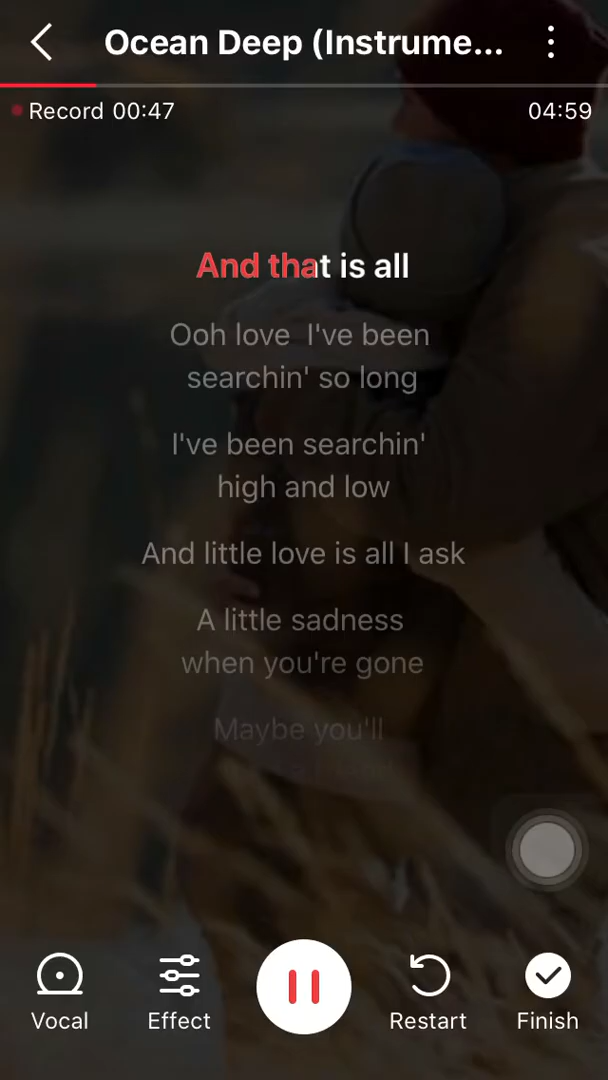 Ocean Deep (Instrume...
Record 00:47
04:59
And that is all
Ooh love I've been
searchin' so long
I've been searchin'
high and low
And little love is all I ask
A little sadness
when you're gone
Maybe you'll
Vocal
Effect
Restart
Finish